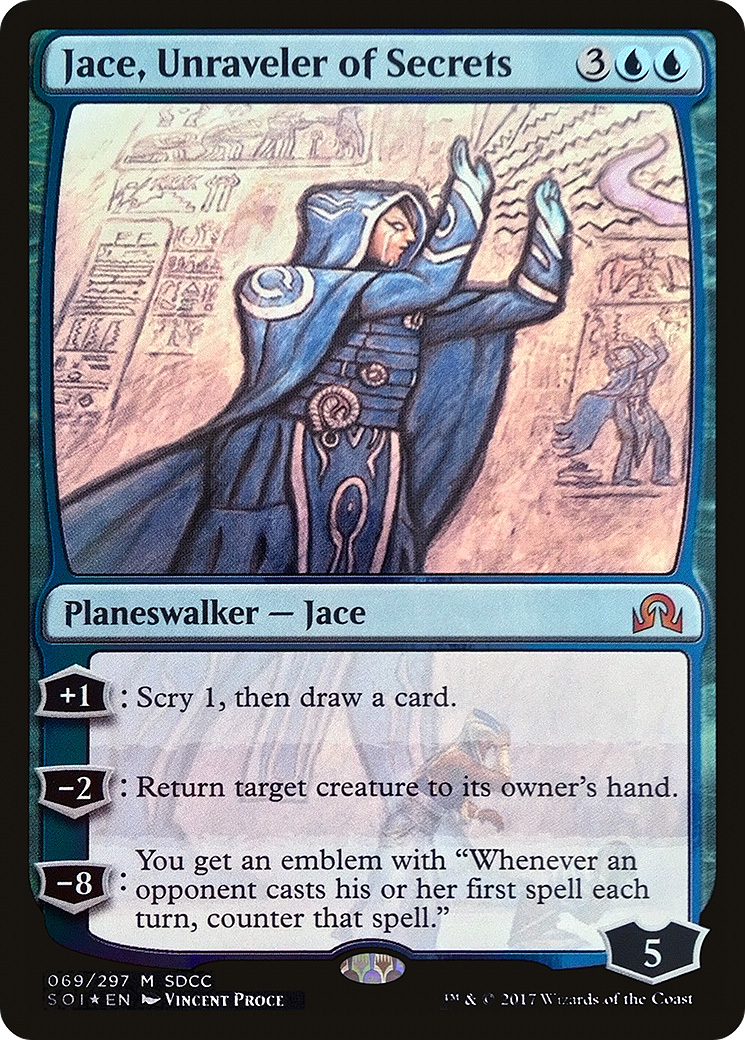 Jace, Unraveler of Secrets 3
Planeswalker — Jace
+1 : Scry 1, then draw a card.
−2 : Return target creature to its owner's hand.
−8 : You get an emblem with “Whenever an
opponent casts his or her first spell each
turn, counter that spell.”
5
069/297 M SDCC
SOI★EN Vincent Proce
™ & © 2017 Wizards of the Coast